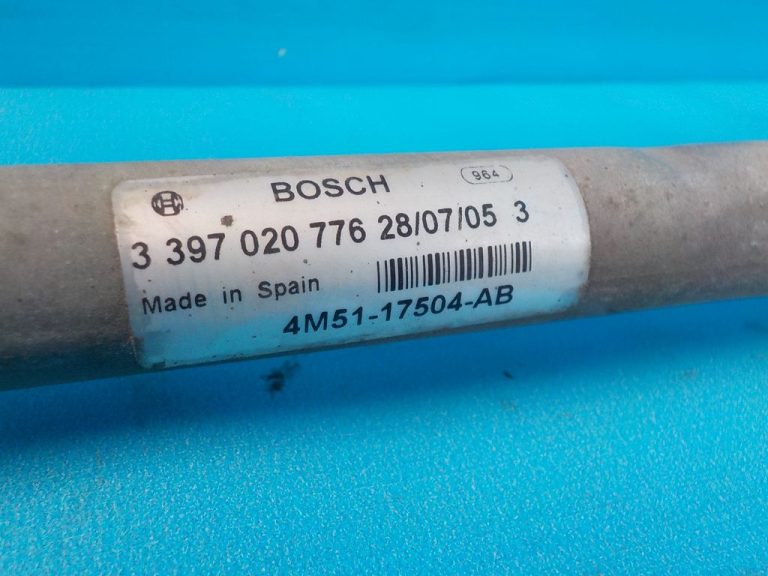 BOSCH 964
3 397 020 776 28/07/05 3
Made in Spain
4M51-17504-AB